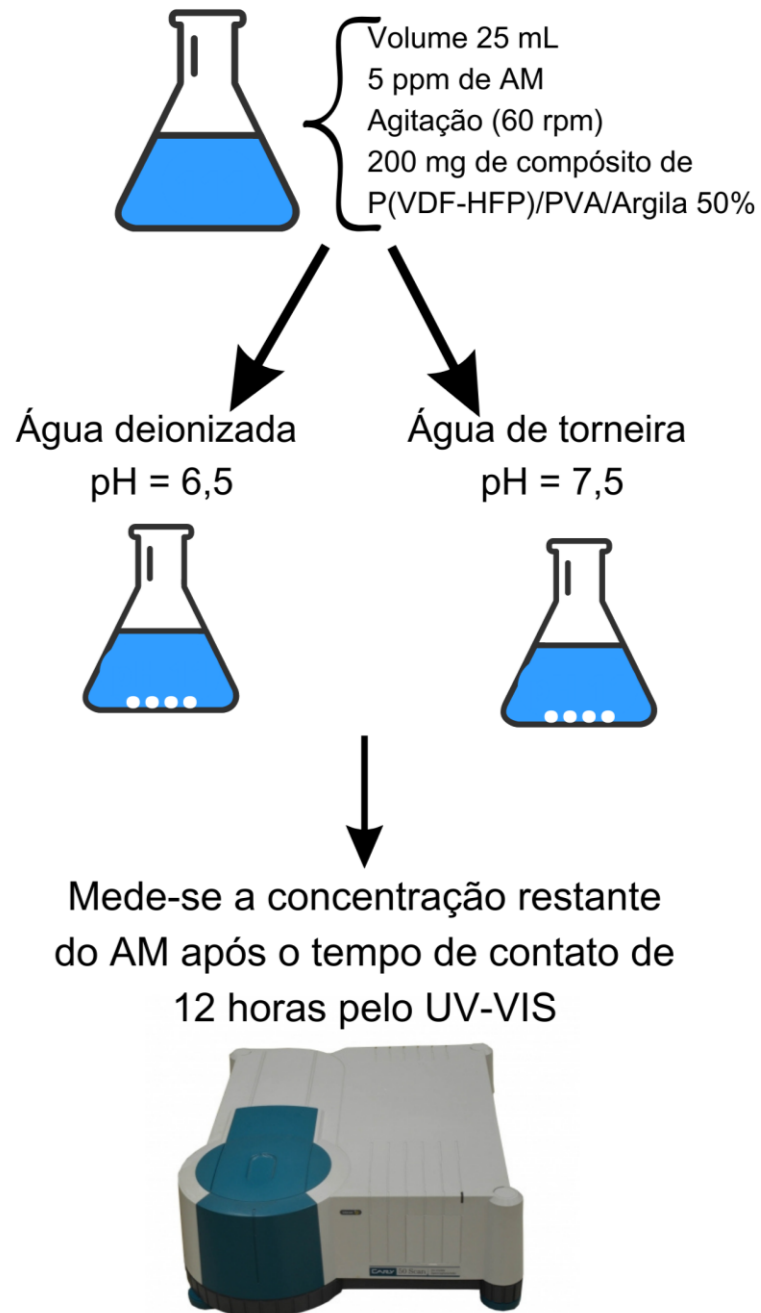 Volume 25 mL
5 ppm de AM
Agitação (60 rpm)
200 mg de compósito de
P(VDF-HFP)/PVA/Argila 50%
Água deionizada
pH = 6,5
Água de torneira
pH = 7,5
Mede-se a concentração restante
do AM após o tempo de contato de
12 horas pelo UV-VIS
CARY